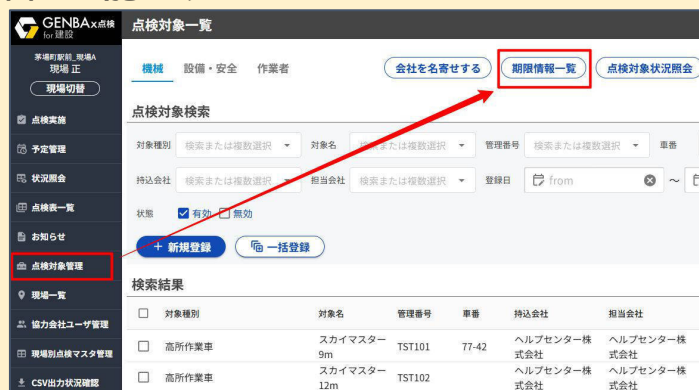 GENBAx点検
for 建設
点検対象一覧
茅場町駅前_現場A
現場 正
現場切替
点検実施
予定管理
状況照会
点検表一覧
お知らせ
点検対象管理
現場一覧
協力会社ユーザ管理
現場別点検マスタ管理
CSV出力状況確認
機械 設備・安全 作業者
会社を名寄せする 期限情報一覧 点検対象状況照会
点検対象検索
対象種別 検索または複数選択 対象名 検索または複数選択 管理番号 検索または複数選択 車番
持込会社 検索または複数選択 担当会社 検索または複数選択 登録日 from ~
状態 有効 無効
+ 新規登録 一括登録
検索結果
対象種別 対象名 管理番号 車番 持込会社 担当会社
高所作業車 スカイマスター 9m TST101 77-42 ヘルプセンター株式会社 ヘルプセンター株式会社
高所作業車 スカイマスター 12m TST102 ヘルプセンター株式会社 ヘルプセンター株式会社